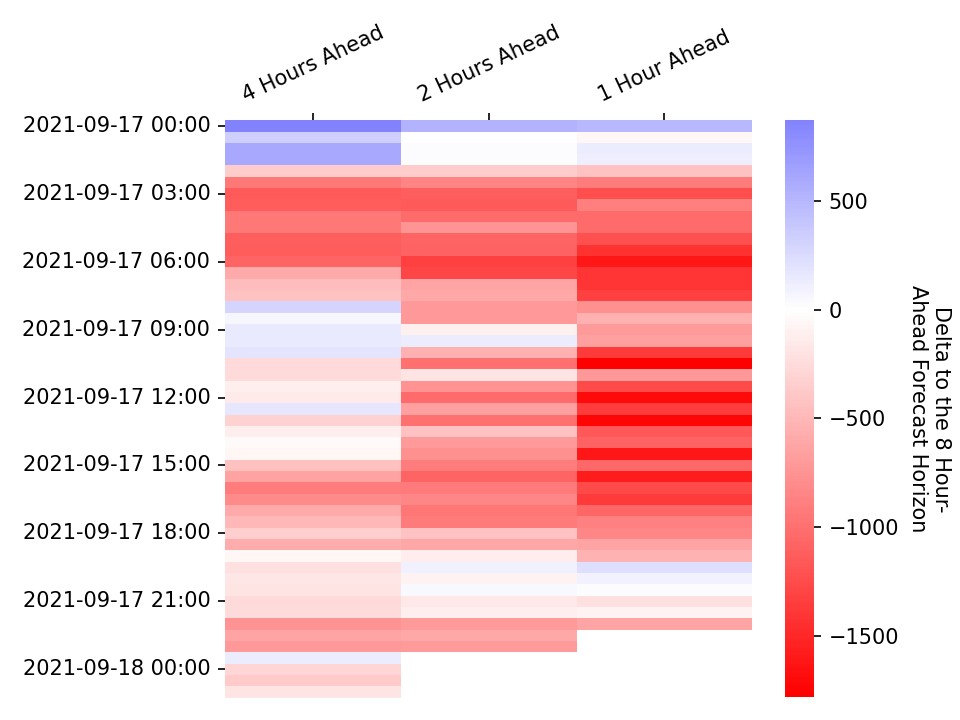 4 Hours Ahead
2 Hours Ahead
1 Hour Ahead
2021-09-17 00:00
2021-09-17 03:00
2021-09-17 06:00
2021-09-17 09:00
2021-09-17 12:00
2021-09-17 15:00
2021-09-17 18:00
2021-09-17 21:00
2021-09-18 00:00
500
0
−500
−1000
−1500
Delta to the 8 Hour-
Ahead Forecast Horizon